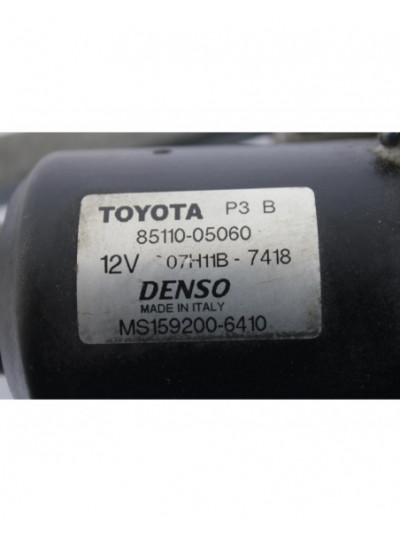 TOYOTA P3 B
85110-05060
12V 07H11B-7418
DENSO
MADE IN ITALY
MS159200-6410